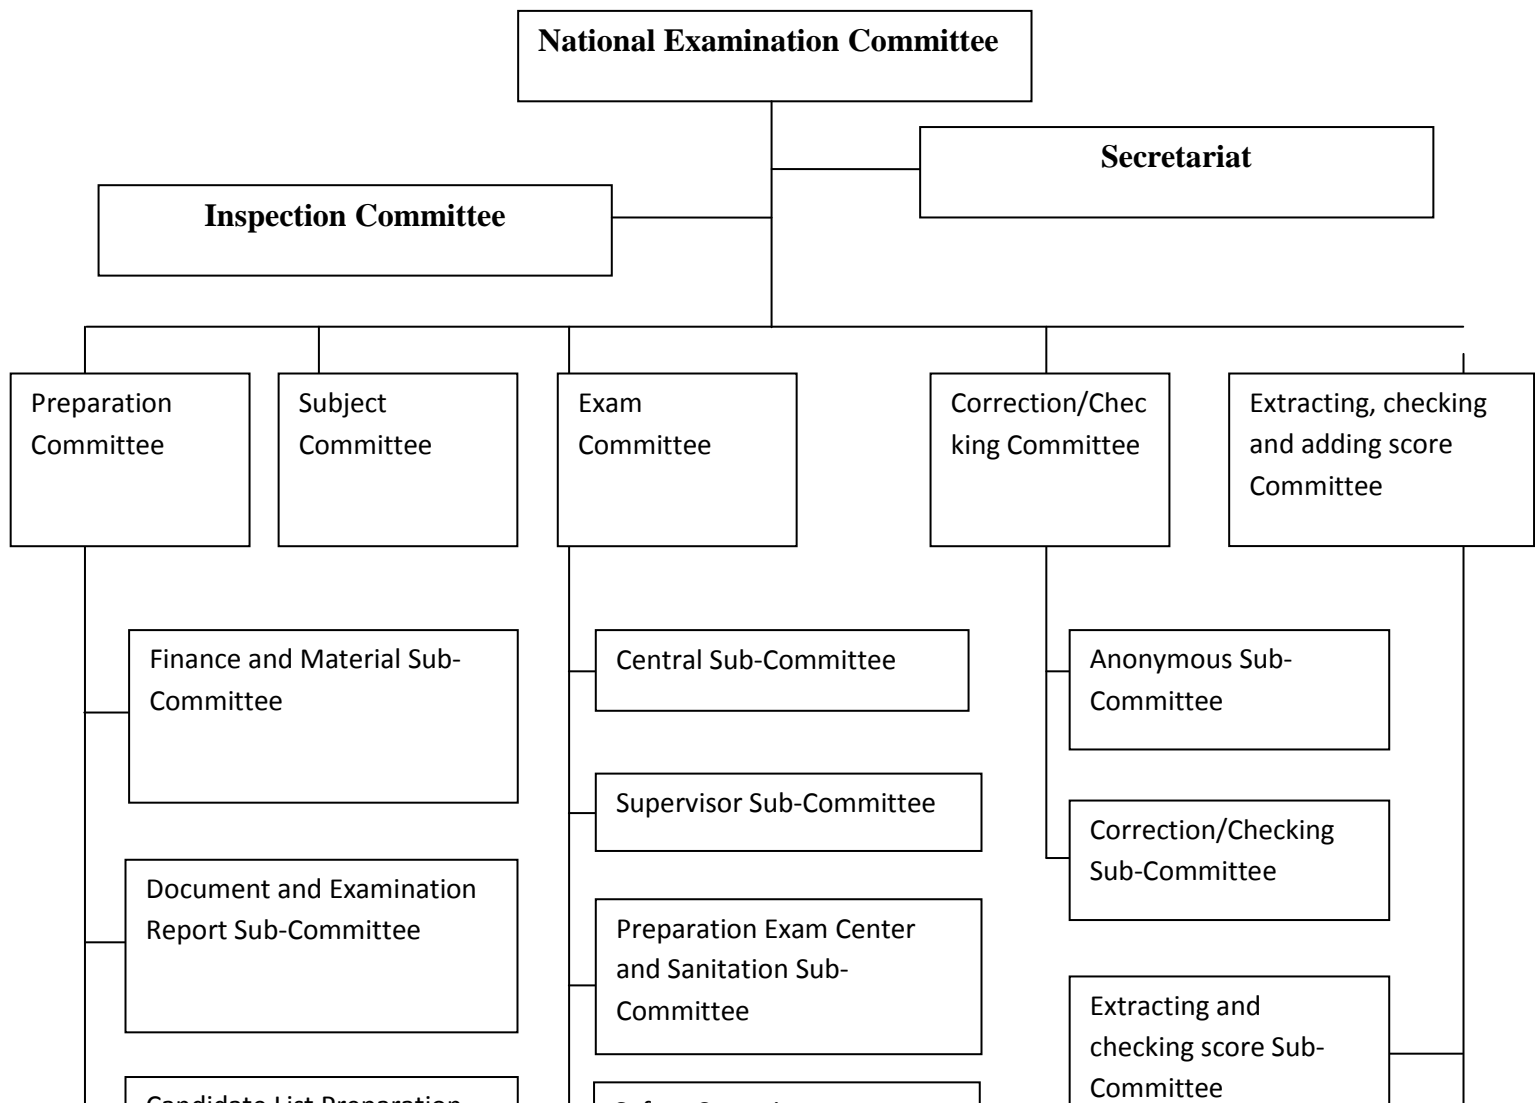 National Examination Committee
Secretariat
Inspection Committee
Preparation
Committee
Subject
Committee
Exam
Committee
Correction/Chec
king Committee
Extracting, checking
and adding score
Committee
Finance and Material Sub-
Committee
Document and Examination
Report Sub-Committee
Candidate List Preparation
Central Sub-Committee
Supervisor Sub-Committee
Preparation Exam Center
and Sanitation Sub-
Committee
Anonymous Sub-
Committee
Correction/Checking
Sub-Committee
Extracting and
checking score Sub-
Committee